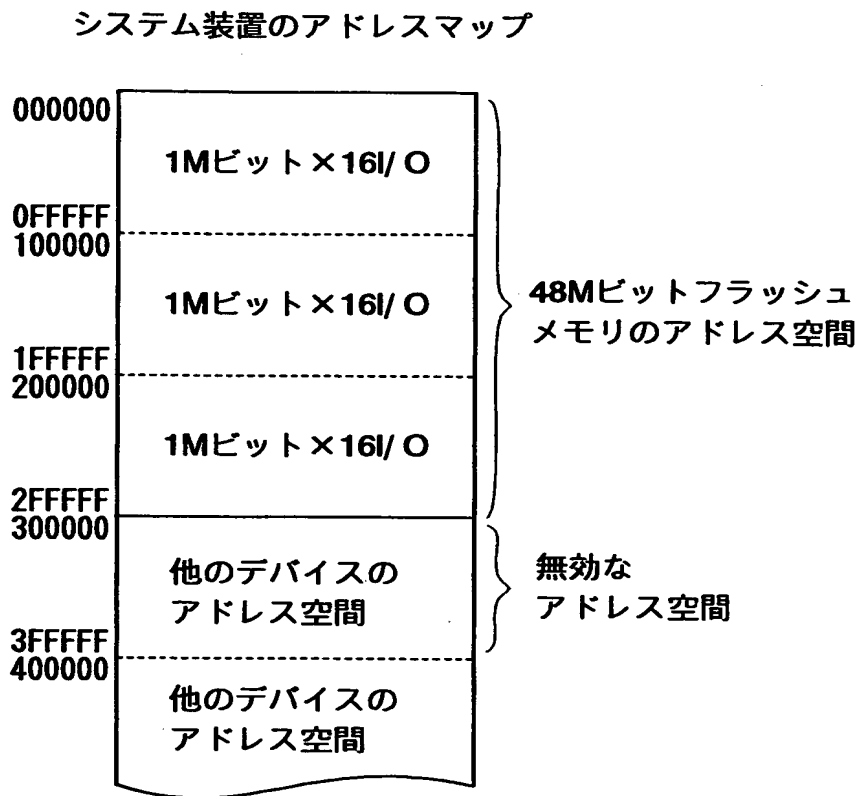 システム装置のアドレスマップ
000000
1Mビット×16I/O
0FFFFF
100000
1Mビット×16I/O
1FFFFF
200000
1Mビット×16I/O
2FFFFF
48Mビットフラッシュ
メモリのアドレス空間
300000
他のデバイスの
アドレス空間
3FFFFF
無効な
アドレス空間
400000
他のデバイスの
アドレス空間